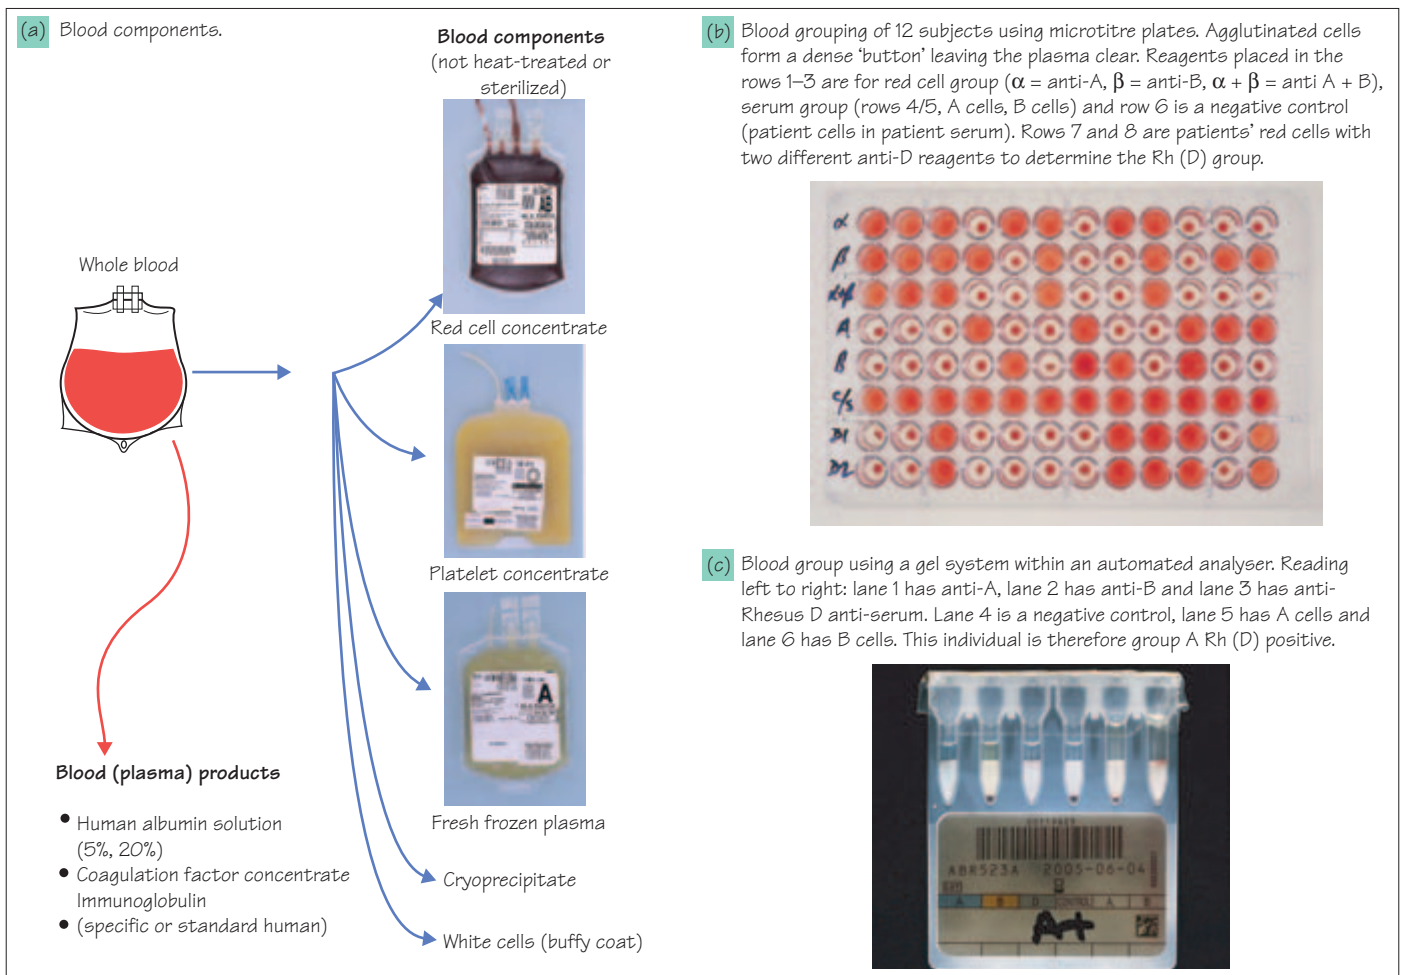 (a) Blood components.
Blood components
(not heat-treated or
sterilized)
AB
Red cell concentrate
Whole blood
O
Platelet concentrate
A
Fresh frozen plasma
Cryoprecipitate
White cells (buffy coat)
Blood (plasma) products
• Human albumin solution
(5%, 20%)
• Coagulation factor concentrate
Immunoglobulin
• (specific or standard human)
(b) Blood grouping of 12 subjects using microtitre plates. Agglutinated cells
form a dense ‘button’ leaving the plasma clear. Reagents placed in the
rows 1–3 are for red cell group (α = anti-A, β = anti-B, α + β = anti A + B),
serum group (rows 4/5, A cells, B cells) and row 6 is a negative control
(patient cells in patient serum). Rows 7 and 8 are patients’ red cells with
two different anti-D reagents to determine the Rh (D) group.
α
β
α+β
A
B
C/S
D1
D2
(c) Blood group using a gel system within an automated analyser. Reading
left to right: lane 1 has anti-A, lane 2 has anti-B and lane 3 has anti-
Rhesus D anti-serum. Lane 4 is a negative control, lane 5 has A cells and
lane 6 has B cells. This individual is therefore group A Rh (D) positive.
ABR523A 2005-06-04
A B D CONTROL A B
A+